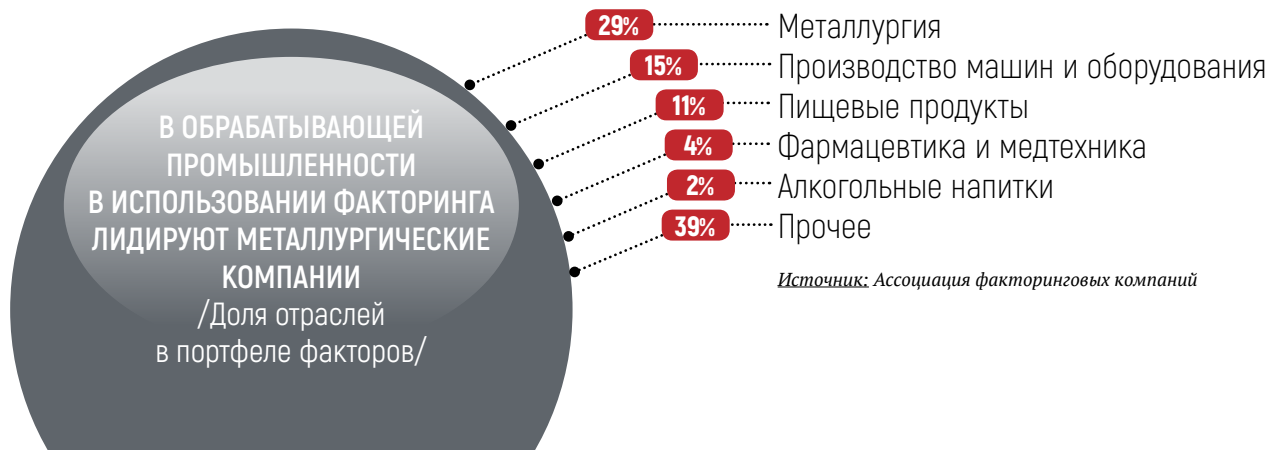 В ОБРАБАТЫВАЮЩЕЙ
ПРОМЫШЛЕННОСТИ
В ИСПОЛЬЗОВАНИИ ФАКТОРИНГА
ЛИДИРУЮТ МЕТАЛЛУРГИЧЕСКИЕ
КОМПАНИИ
/Доля отраслей
в портфеле факторов/
29% Металлургия
15% Производство машин и оборудования
11% Пищевые продукты
4% Фармацевтика и медтехника
2% Алкогольные напитки
39% Прочее
Источник: Ассоциация факторинговых компаний